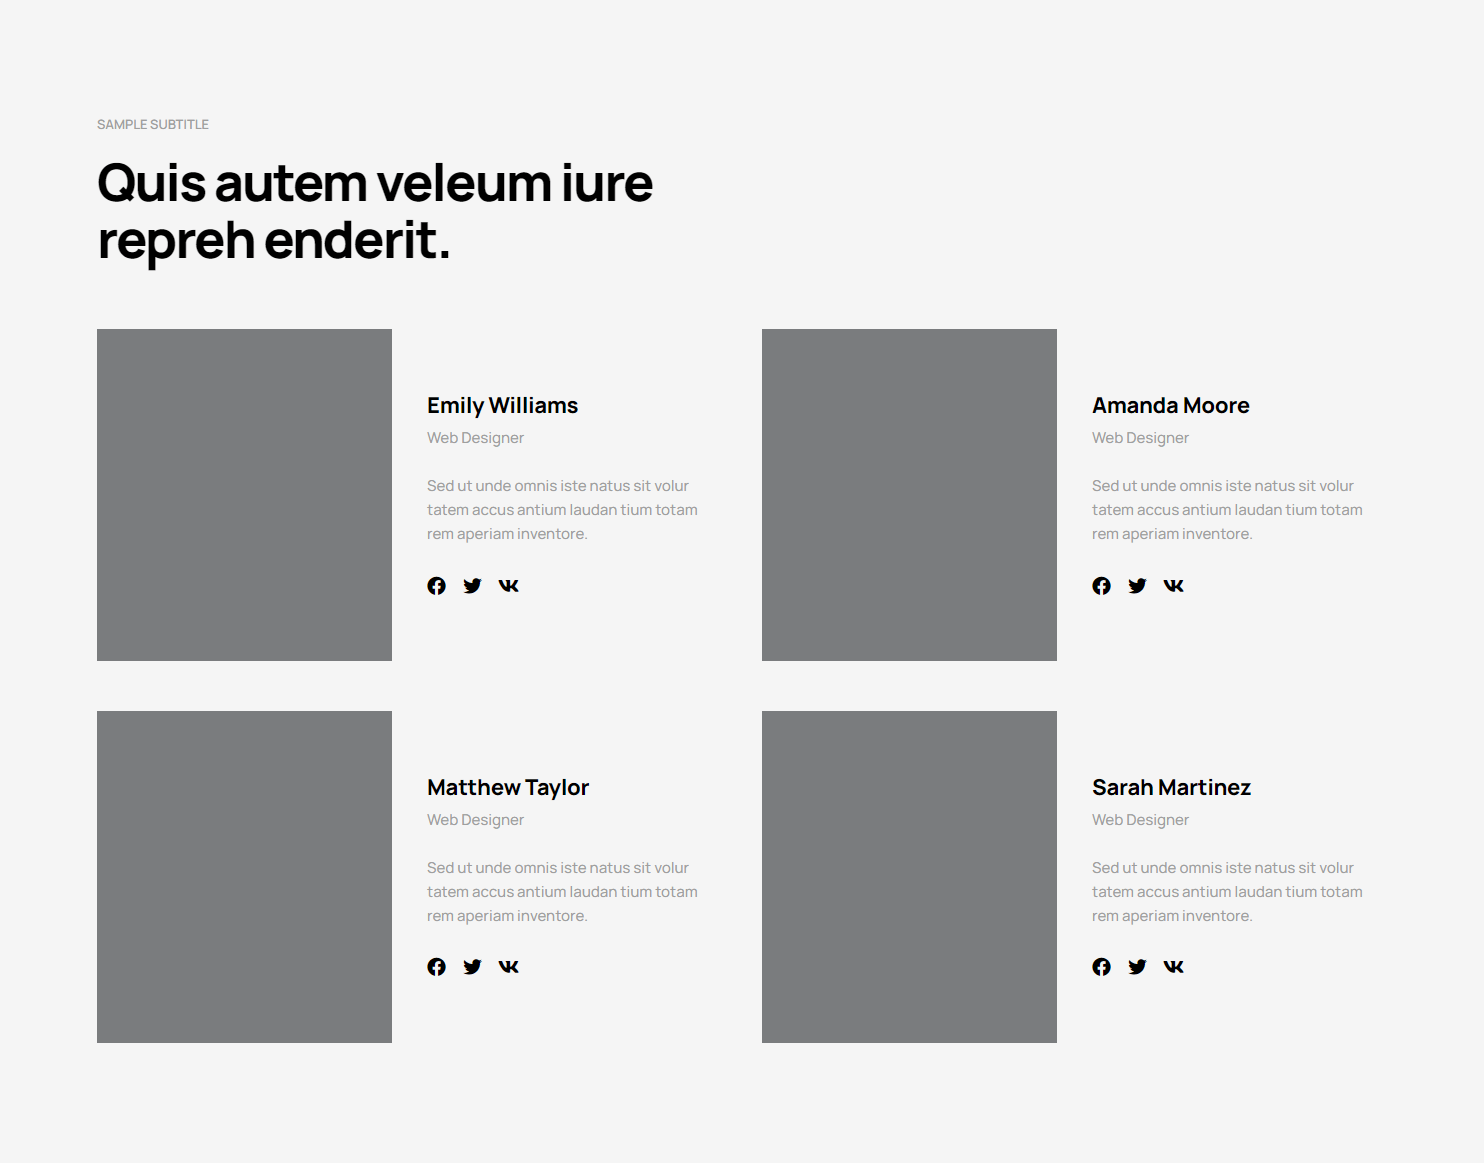 SAMPLE SUBTITLE
Quis autem veleum iure
repreh enderit.
Emily Williams
Web Designer
Sed ut unde omnis iste natus sit volur
tatem accus antium laudan tium totam
rem aperiam inventore.
Amanda Moore
Web Designer
Sed ut unde omnis iste natus sit volur
tatem accus antium laudan tium totam
rem aperiam inventore.
Matthew Taylor
Web Designer
Sed ut unde omnis iste natus sit volur
tatem accus antium laudan tium totam
rem aperiam inventore.
Sarah Martinez
Web Designer
Sed ut unde omnis iste natus sit volur
tatem accus antium laudan tium totam
rem aperiam inventore.